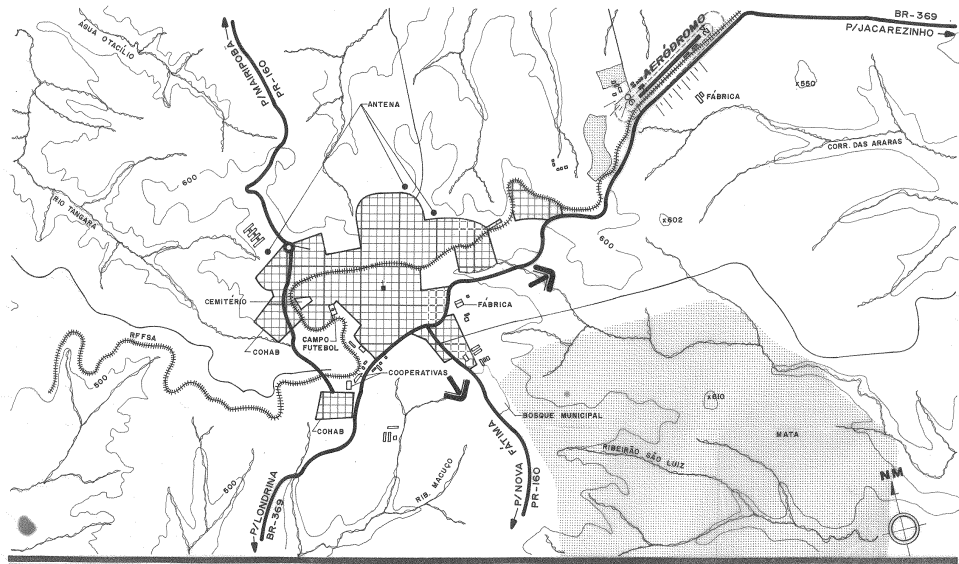 BR-369
P/JACAREZINHO
ÁGUA OTACÍLIO
P/MAIRIPOBÁ
PR-160
AERÓDROMO
x550
ANTENA
FÁBRICA
CORR. DAS ARARAS
600
RIO TANGARÁ
x602
600
CEMITÉRIO
FÁBRICA
RFFSA
COHAB
CAMPO
FUTEBOL
COOPERATIVAS
500
x610
BOSQUE MUNICIPAL
COHAB
MATA
FÁTIMA
RIBEIRÃO SÃO LUIZ
RIB. MACUCO
500
P/LONDRINA
BR-369
P/NOVA
PR-160
NM